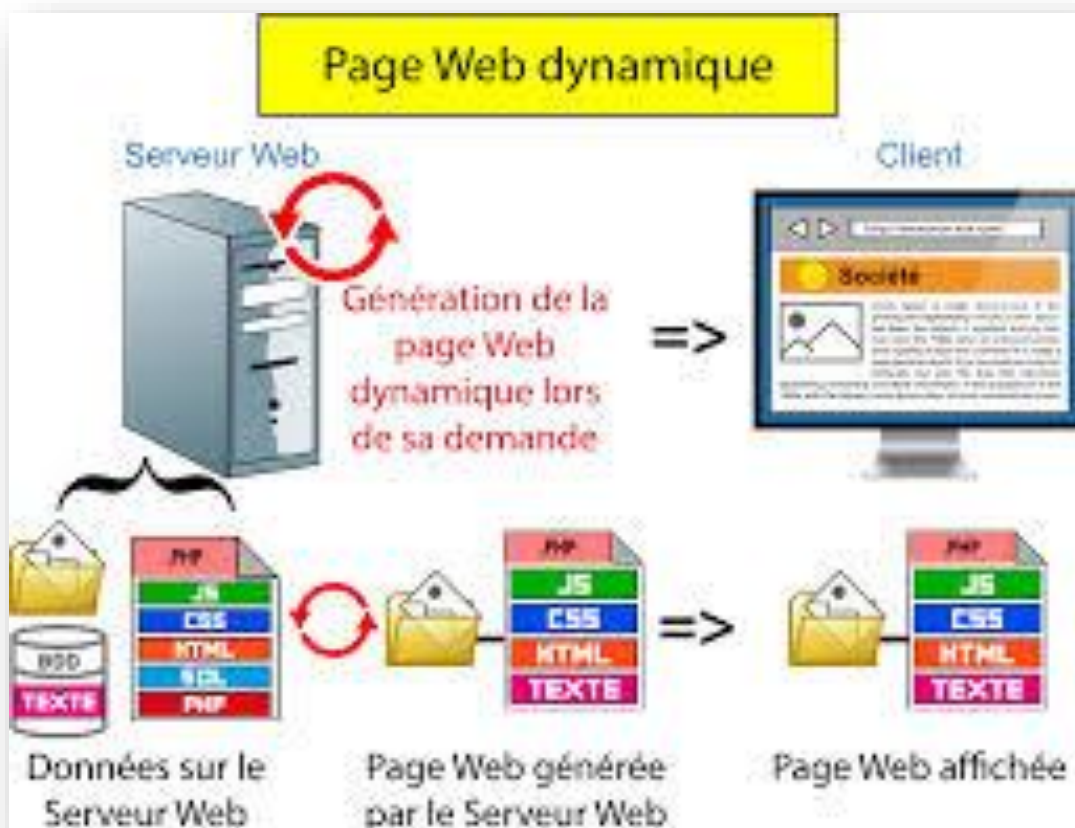 Page Web dynamique
Serveur Web
Client
Société
Génération de la
page Web
dynamique lors
de sa demande
=>
PHP
JS
CSS
HTML
SQL
PHP
BDD
TEXTE
PHP
JS
CSS
HTML
TEXTE
=>
PHP
JS
CSS
HTML
TEXTE
Données sur le
Serveur Web
Page Web générée
par le Serveur Web
Page Web affichée